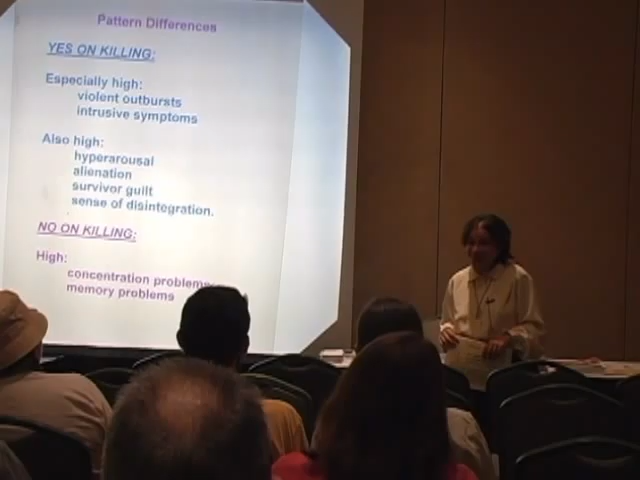 Pattern Differences
YES ON KILLING:
Especially high:
violent outbursts
intrusive symptoms
Also high:
hyperarousal
alienation
survivor guilt
sense of disintegration.
NO ON KILLING:
High:
concentration problems
memory problems